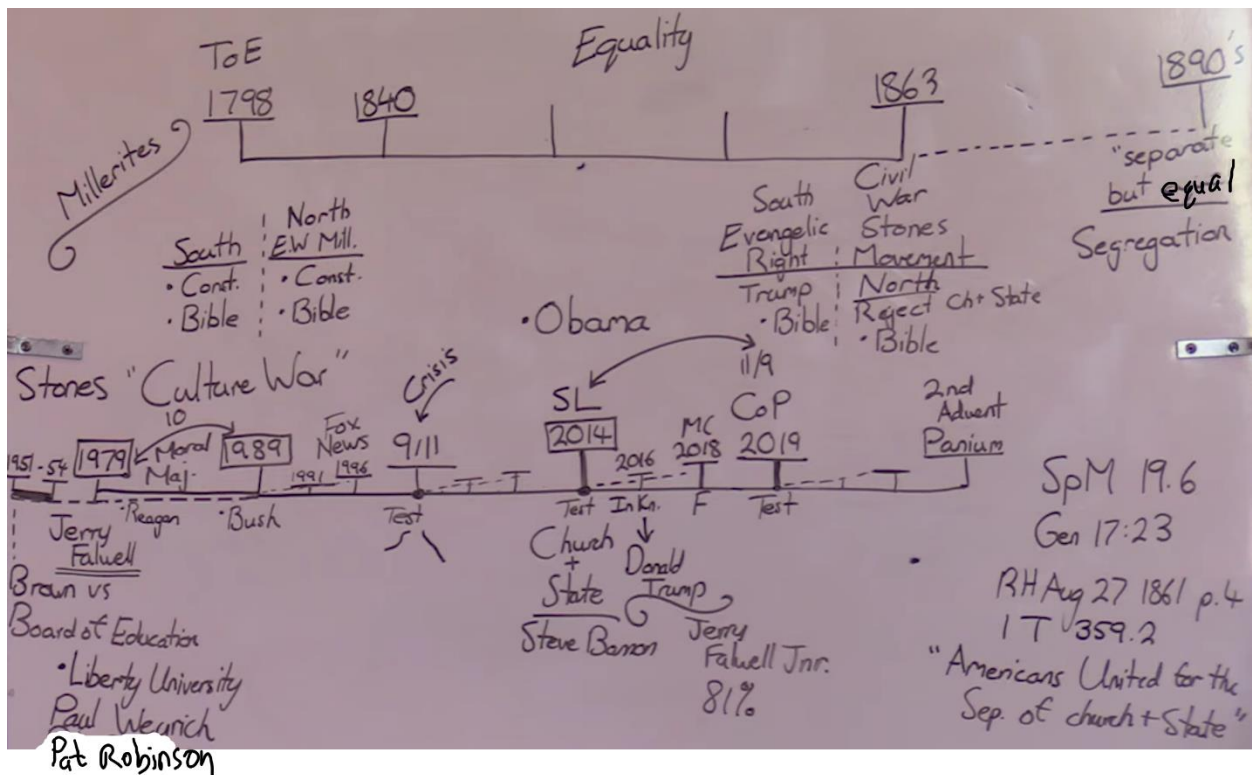 Equality
ToE
1798
1840
1863
1890's
Millerites
"separate
but equal
Segregation
South
• Const.
• Bible
North
E.W Mill.
• Const.
• Bible
South
Evangelic
Right
Trump
• Bible
Civil
War
Stones
Movement
North
Reject Ch + State
• Bible
• Obama
Stones "Culture War"
Crisis
11/9
10
1951-54
1979
Moral
Maj.
1989
1991
Fox
News
1996
9/11
SL
2014
2016
MC
2018
CoP
2019
2nd
Advent
Panium
• Reagan
• Bush
Test
Test
In Kn.
F
Test
Jerry
Falwell
Brown vs
Board of Education
• Liberty University
Paul Weyrich
Pat Robinson
Church
+
State
Steve Bannon
Donald
Trump
Jerry
Falwell Jnr.
81%
SpM 19.6
Gen 17:23
RH Aug 27 1861 p.4
1T 359.2
"Americans United for the
Sep. of church + State"